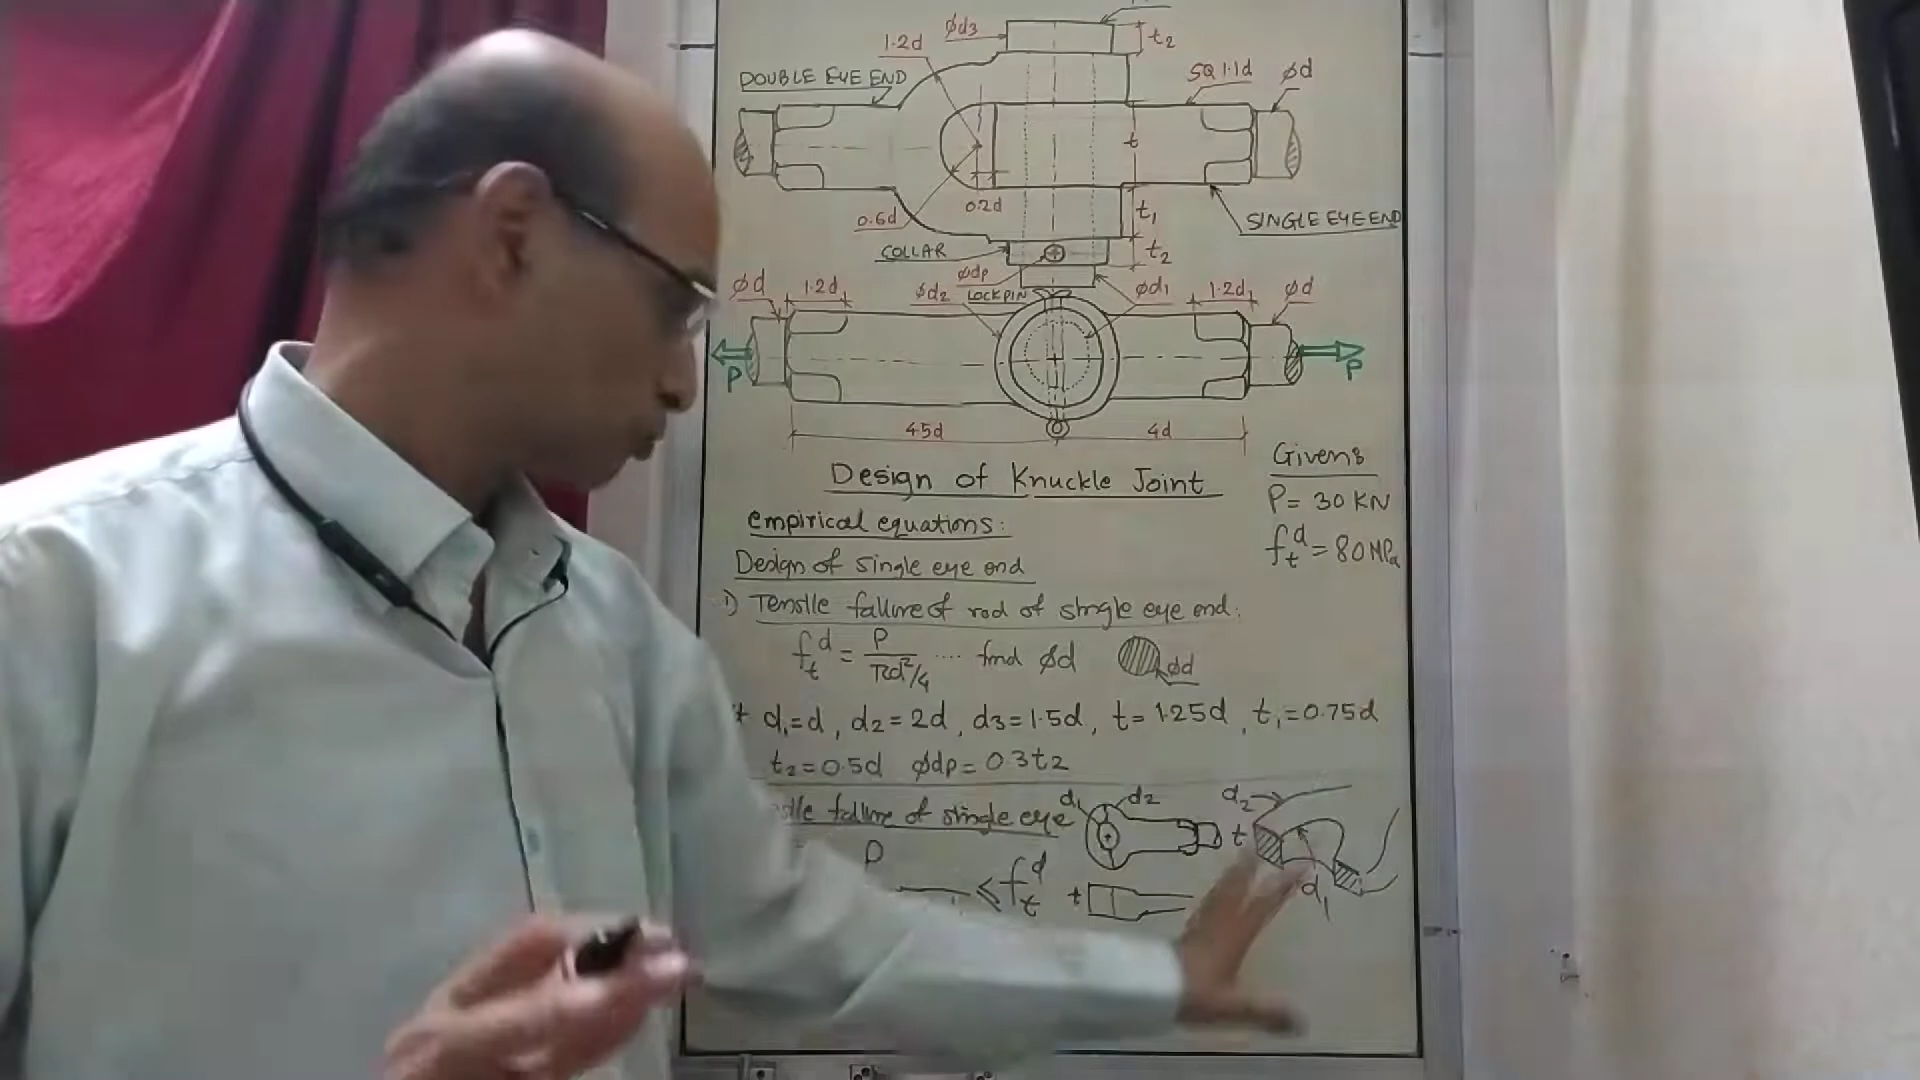 ϕd3
t2
1.2d
DOUBLE EYE END
SQ 1.1d ϕd
t
0.2d
0.6d
t1
SINGLE EYE END
COLLAR
t2
ϕdp
ϕd 1.2d ϕd2 LOCKPIN ϕd1 1.2d ϕd
P P
4.5d 4d
Design of Knuckle Joint
Givens
P = 30 KN
ft^d = 80 MPa
empirical equations:
Design of single eye end
1) Tensile failure of rod of single eye end:
ft^d = P / πd²/4 .... find ϕd ϕd
* d1=d, d2=2d, d3=1.5d, t=1.25d, t1=0.75d
t2=0.5d ϕdp=0.3t2
failure of single eye d1 d2 d2
t
P
≤ ft^d t d1